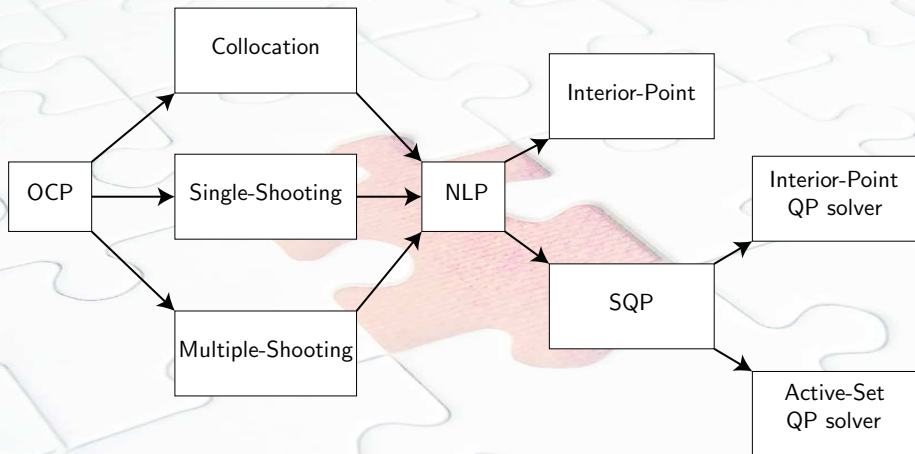 Collocation
Interior-Point
OCP
Single-Shooting
NLP
Interior-Point
QP solver
SQP
Multiple-Shooting
Active-Set
QP solver